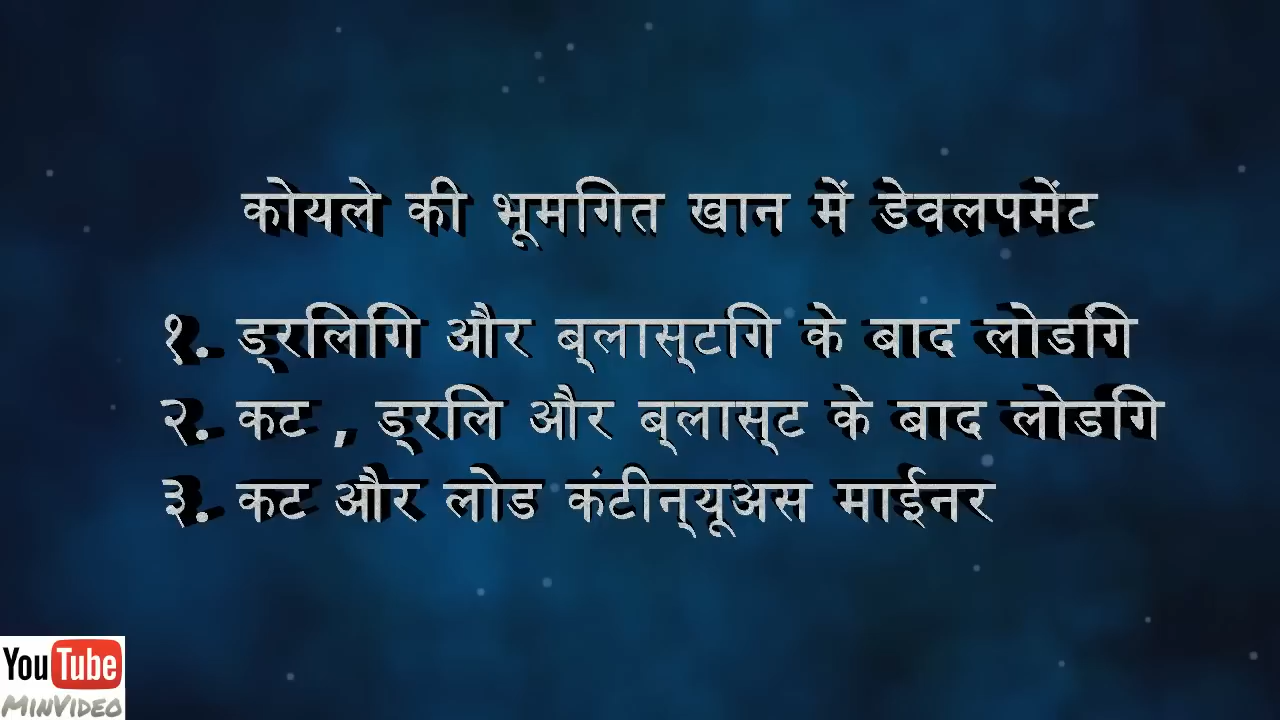 कोयले की भूमगित खान में डेवलपमेंट
१. ड्रलिगि और ब्लास्टगि के बाद लोडगि
२. कट , ड्रलि और ब्लास्ट के बाद लोडगि
३. कट और लोड कंटीन्यूअस माईनर
YouTube
MINVIDEO